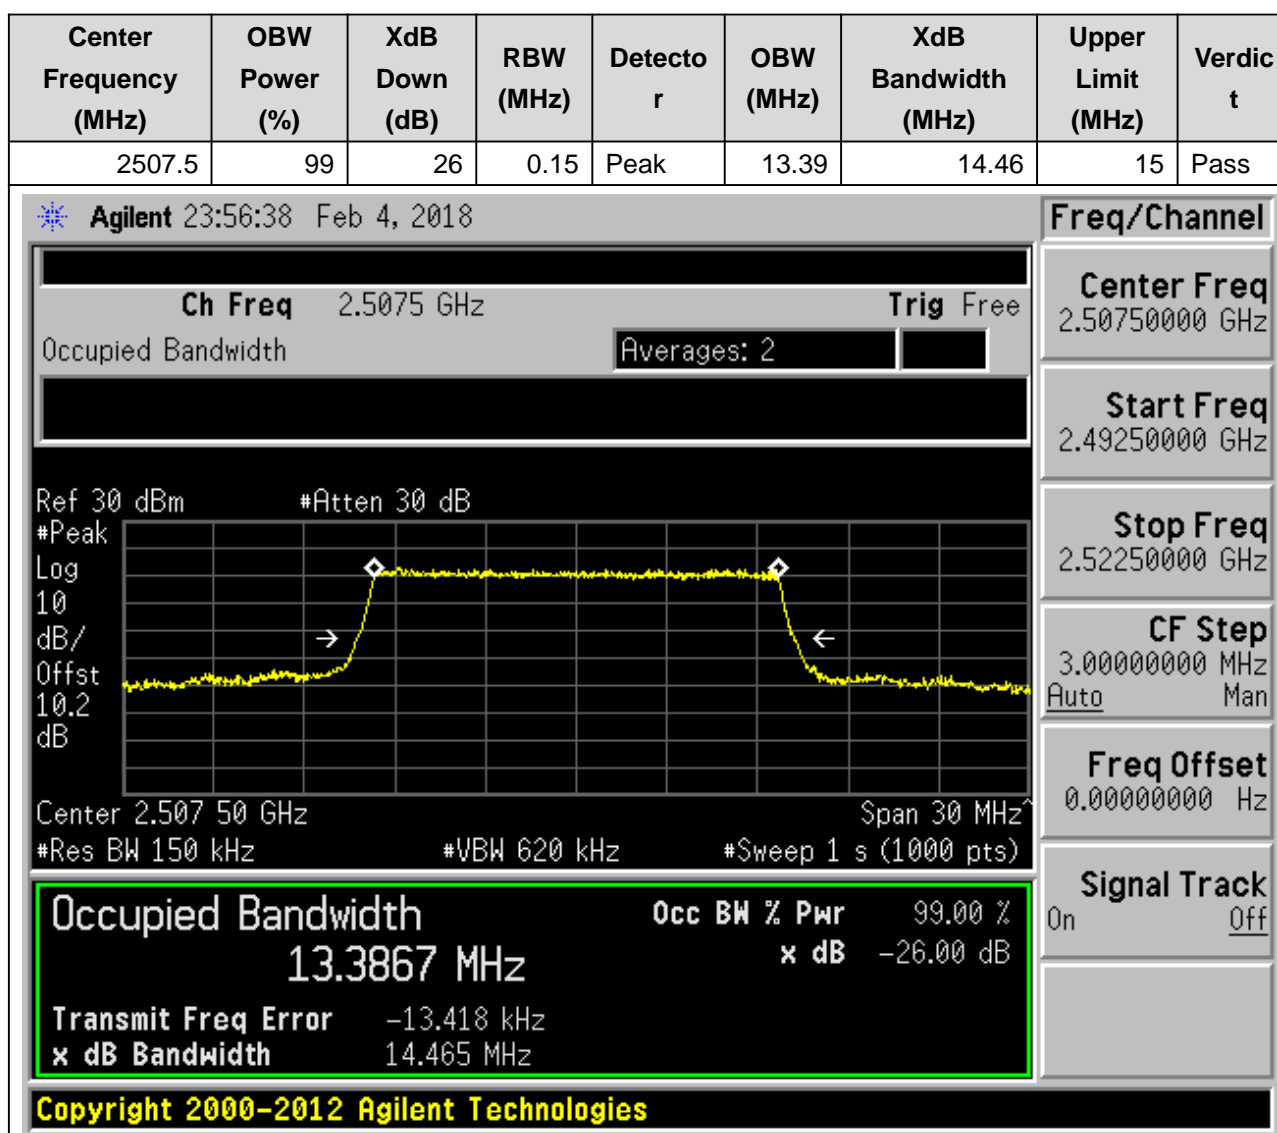 Center Frequency (MHz) OBW Power (%) XdB Down (dB) RBW (MHz) Detector OBW (MHz) XdB Bandwidth (MHz) Upper Limit (MHz) Verdict
2507.5 99 26 0.15 Peak 13.39 14.46 15 Pass
Agilent 23:56:38 Feb 4, 2018
Freq/Channel
Ch Freq 2.5075 GHz Trig Free
Occupied Bandwidth Averages: 2
Center Freq
2.50750000 GHz
Start Freq
2.49250000 GHz
Stop Freq
2.52250000 GHz
CF Step
3.00000000 MHz
Auto Man
Freq Offset
0.00000000 Hz
Signal Track
On Off
Ref 30 dBm #Atten 30 dB
#Peak
Log
10
dB/
Offst
10.2
dB
Center 2.507 50 GHz Span 30 MHz^
#Res BW 150 kHz #VBW 620 kHz #Sweep 1 s (1000 pts)
Occupied Bandwidth Occ BW % Pwr 99.00 %
13.3867 MHz x dB -26.00 dB
Transmit Freq Error -13.418 kHz
x dB Bandwidth 14.465 MHz
Copyright 2000-2012 Agilent Technologies